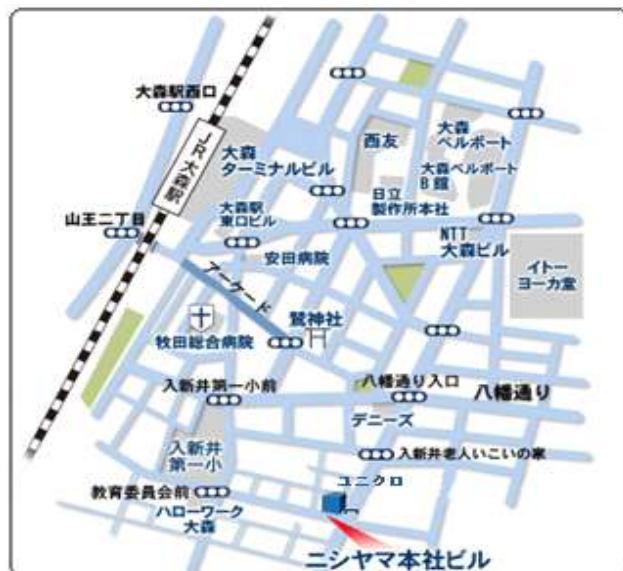 大森駅西口
JR大森駅
大森
ターミナルビル
西友
大森
ベルポート
大森ベルポート
B館
日立
製作所本社
山王二丁目
大森駅
東口ビル
NTT
大森ビル
安田病院
イトー
ヨーカ堂
アーケード
鷲神社
牧田総合病院
入新井第一小前
八幡通り入口
八幡通り
デニーズ
入新井
第一小
入新井老人いこいの家
ユニクロ
教育委員会前
ハローワーク
大森
ニシヤマ本社ビル